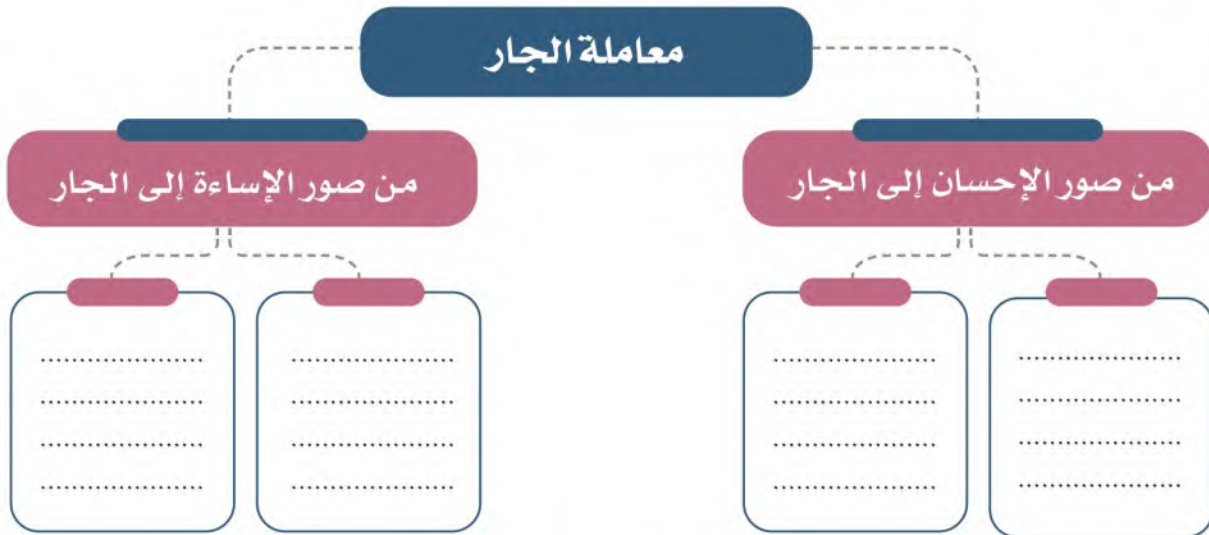 معاملة الجار
من صور الإحسان إلى الجار
من صور الإساءة إلى الجار